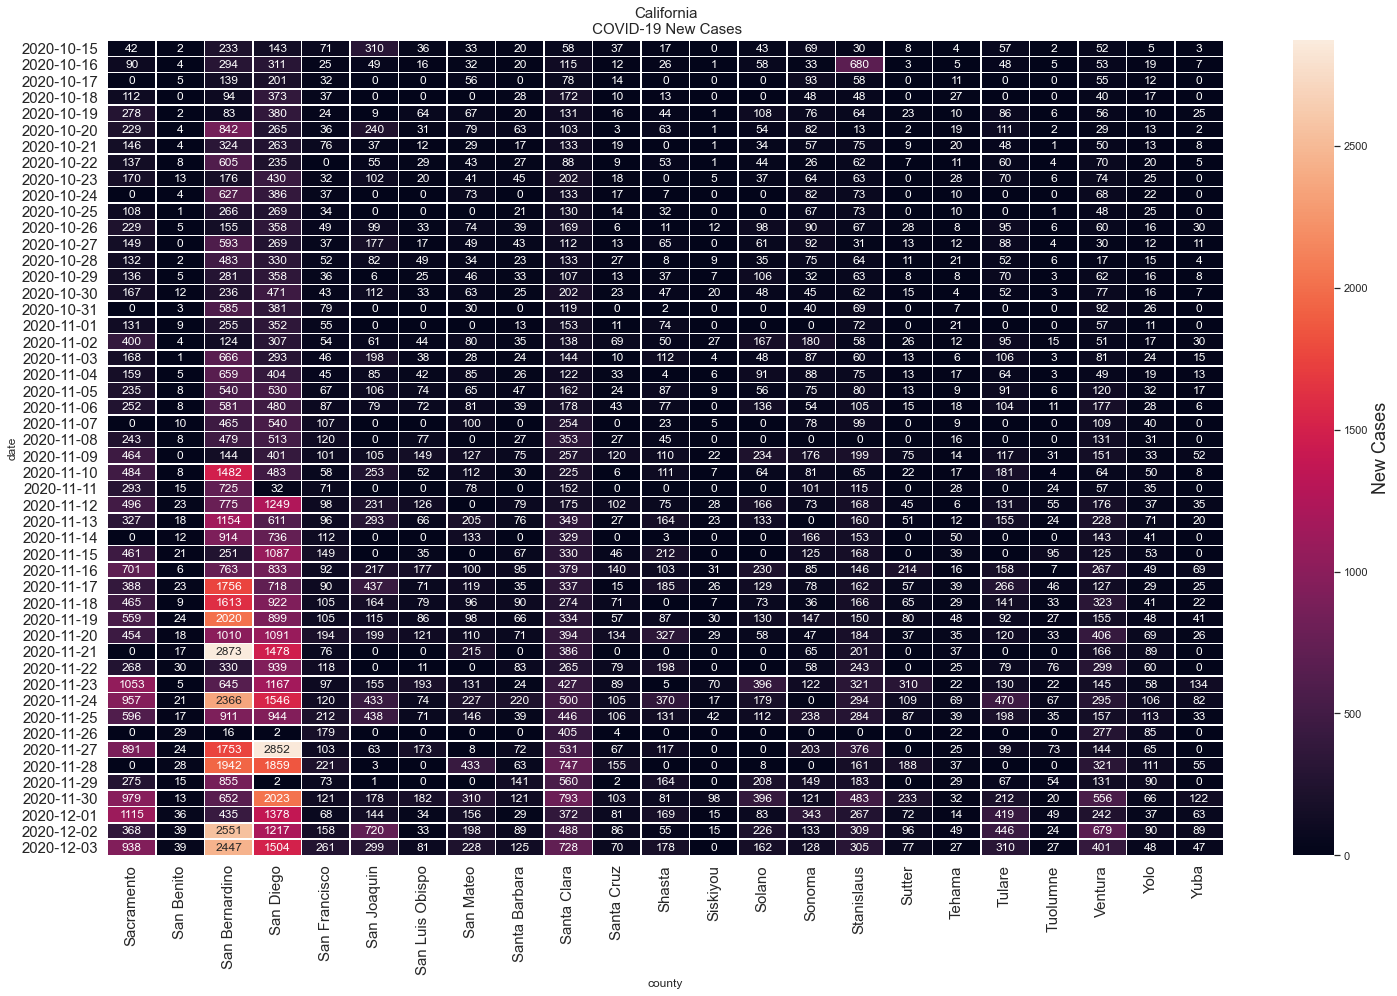 California
COVID-19 New Cases
2020-10-15 42 2 233 143 71 310 36 33 20 58 37 17 0 43 69 30 8 4 57 2 52 5 3
2020-10-16 90 4 294 311 25 49 16 32 20 115 12 26 1 58 33 680 3 5 48 5 53 19 7
2020-10-17 0 5 139 201 32 0 0 56 0 78 14 0 0 0 93 58 0 11 0 0 55 12 0
2020-10-18 112 0 94 373 37 0 0 0 28 172 10 13 0 0 48 48 0 27 0 0 40 17 0
2020-10-19 278 2 83 380 24 9 64 67 20 131 16 44 1 108 76 64 23 10 86 6 56 10 25
2020-10-20 229 4 842 265 36 240 31 79 63 103 3 63 1 54 82 13 2 19 111 2 29 13 2
2020-10-21 146 4 324 263 76 37 12 29 17 133 19 0 1 34 57 75 9 20 48 1 50 13 8
2020-10-22 137 8 605 235 0 55 29 43 27 88 9 53 1 44 26 62 7 11 60 4 70 20 5
2020-10-23 170 13 176 430 32 102 20 41 45 202 18 0 5 37 64 63 0 28 70 6 74 25 0
2020-10-24 0 4 627 386 37 0 0 73 0 133 17 7 0 0 82 73 0 10 0 0 68 22 0
2020-10-25 108 1 266 269 34 0 0 0 21 130 14 32 0 0 67 73 0 10 0 1 48 25 0
2020-10-26 229 5 155 358 49 99 33 74 39 169 6 11 12 98 90 67 28 8 95 6 60 16 30
2020-10-27 149 0 593 269 37 177 17 49 43 112 13 65 0 61 92 31 13 12 88 4 30 12 11
2020-10-28 132 2 483 330 52 82 49 34 23 133 27 8 9 35 75 64 11 21 52 6 17 15 4
2020-10-29 136 5 281 358 36 6 25 46 33 107 13 37 7 106 32 63 8 8 70 3 62 16 8
2020-10-30 167 12 236 471 43 112 33 63 25 202 23 47 20 48 45 62 15 4 52 3 77 16 7
2020-10-31 0 3 585 381 79 0 0 30 0 119 0 2 0 0 40 69 0 7 0 0 92 26 0
2020-11-01 131 9 255 352 55 0 0 0 13 153 11 74 0 0 0 72 0 21 0 0 57 11 0
2020-11-02 400 4 124 307 54 61 44 80 35 138 69 50 27 167 180 58 26 12 95 15 51 17 30
2020-11-03 168 1 666 293 46 198 38 28 24 144 10 112 4 48 87 60 13 6 106 3 81 24 15
2020-11-04 159 5 659 404 45 85 42 85 26 122 33 4 6 91 88 75 13 17 64 3 49 19 13
2020-11-05 235 8 540 530 67 106 74 65 47 162 24 87 9 56 75 80 13 9 91 6 120 32 17
2020-11-06 252 8 581 480 87 79 72 81 39 178 43 77 0 136 54 105 15 18 104 11 177 28 6
2020-11-07 0 10 465 540 107 0 0 100 0 254 0 23 5 0 78 99 0 9 0 0 109 40 0
2020-11-08 243 8 479 513 120 0 77 0 27 353 27 45 0 0 0 0 0 16 0 0 131 31 0
2020-11-09 464 0 144 401 101 105 149 127 75 257 120 110 22 234 176 199 75 14 117 31 151 33 52
2020-11-10 484 8 1482 483 58 253 52 112 30 225 6 111 7 64 81 65 22 17 181 4 64 50 8
2020-11-11 293 15 725 32 71 0 0 78 0 152 0 0 0 0 101 115 0 28 0 24 57 35 0
2020-11-12 496 23 775 1249 98 231 126 0 79 175 102 75 28 166 73 168 45 6 131 55 176 37 35
2020-11-13 327 18 1154 611 96 293 66 205 76 349 27 164 23 133 0 160 51 12 155 24 228 71 20
2020-11-14 0 12 914 736 112 0 0 133 0 329 0 3 0 0 166 153 0 50 0 0 143 41 0
2020-11-15 461 21 251 1087 149 0 35 0 67 330 46 212 0 0 125 168 0 39 0 95 125 53 0
2020-11-16 701 6 763 833 92 217 177 100 95 379 140 103 31 230 85 146 214 16 158 7 267 49 69
2020-11-17 388 23 1756 718 90 437 71 119 35 337 15 185 26 129 78 162 57 39 266 46 127 29 25
2020-11-18 465 9 1613 922 105 164 79 96 90 274 71 0 7 73 36 166 65 29 141 33 323 41 22
2020-11-19 559 24 2020 899 105 115 86 98 66 334 57 87 30 130 147 150 80 48 92 27 155 48 41
2020-11-20 454 18 1010 1091 194 199 121 110 71 394 134 327 29 58 47 184 37 35 120 33 406 69 26
2020-11-21 0 17 2873 1478 76 0 0 215 0 386 0 0 0 0 65 201 0 37 0 0 166 89 0
2020-11-22 268 30 330 939 118 0 11 0 83 265 79 198 0 0 58 243 0 25 79 76 299 60 0
2020-11-23 1053 5 645 1167 97 155 193 131 24 427 89 5 70 396 122 321 310 22 130 22 145 58 134
2020-11-24 957 21 2366 1546 120 433 74 227 220 500 105 370 17 179 0 294 109 69 470 67 295 106 82
2020-11-25 596 17 911 944 212 438 71 146 39 446 106 131 42 112 238 284 87 39 198 35 157 113 33
2020-11-26 0 29 16 2 179 0 0 0 0 405 4 0 0 0 0 0 0 22 0 0 277 85 0
2020-11-27 891 24 1753 2852 103 63 173 8 72 531 67 117 0 0 203 376 0 25 99 73 144 65 0
2020-11-28 0 28 1942 1859 221 3 0 433 63 747 155 0 0 8 0 161 188 37 0 0 321 111 55
2020-11-29 275 15 855 2 73 1 0 0 141 560 2 164 0 208 149 183 0 29 167 54 131 90 0
2020-11-30 979 13 652 2023 121 178 182 310 121 793 103 81 98 396 121 483 233 32 212 20 556 66 122
2020-12-01 1115 36 435 1378 68 144 34 156 29 372 81 169 15 83 343 267 72 14 419 49 242 37 63
2020-12-02 368 39 2551 1217 158 720 33 198 89 488 86 55 15 226 133 309 96 49 446 24 679 90 89
2020-12-03 938 39 2447 1504 261 299 81 228 125 728 70 178 0 162 128 305 77 27 310 27 401 48 47
date
Sacramento San Benito San Bernardino San Diego San Francisco San Joaquin San Luis Obispo San Mateo Santa Barbara Santa Clara Santa Cruz Shasta Siskiyou Solano Sonoma Stanislaus Sutter Tehama Tulare Tuolumne Ventura Yolo Yuba
county
2500
2000
1500
1000
500
0
New Cases